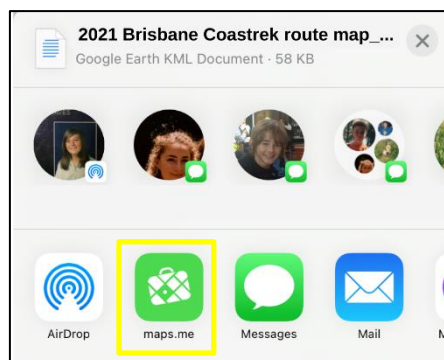 2021 Brisbane Coastrek route map_...
Google Earth KML Document · 58 KB
AirDrop
maps.me
Messages
Mail
M